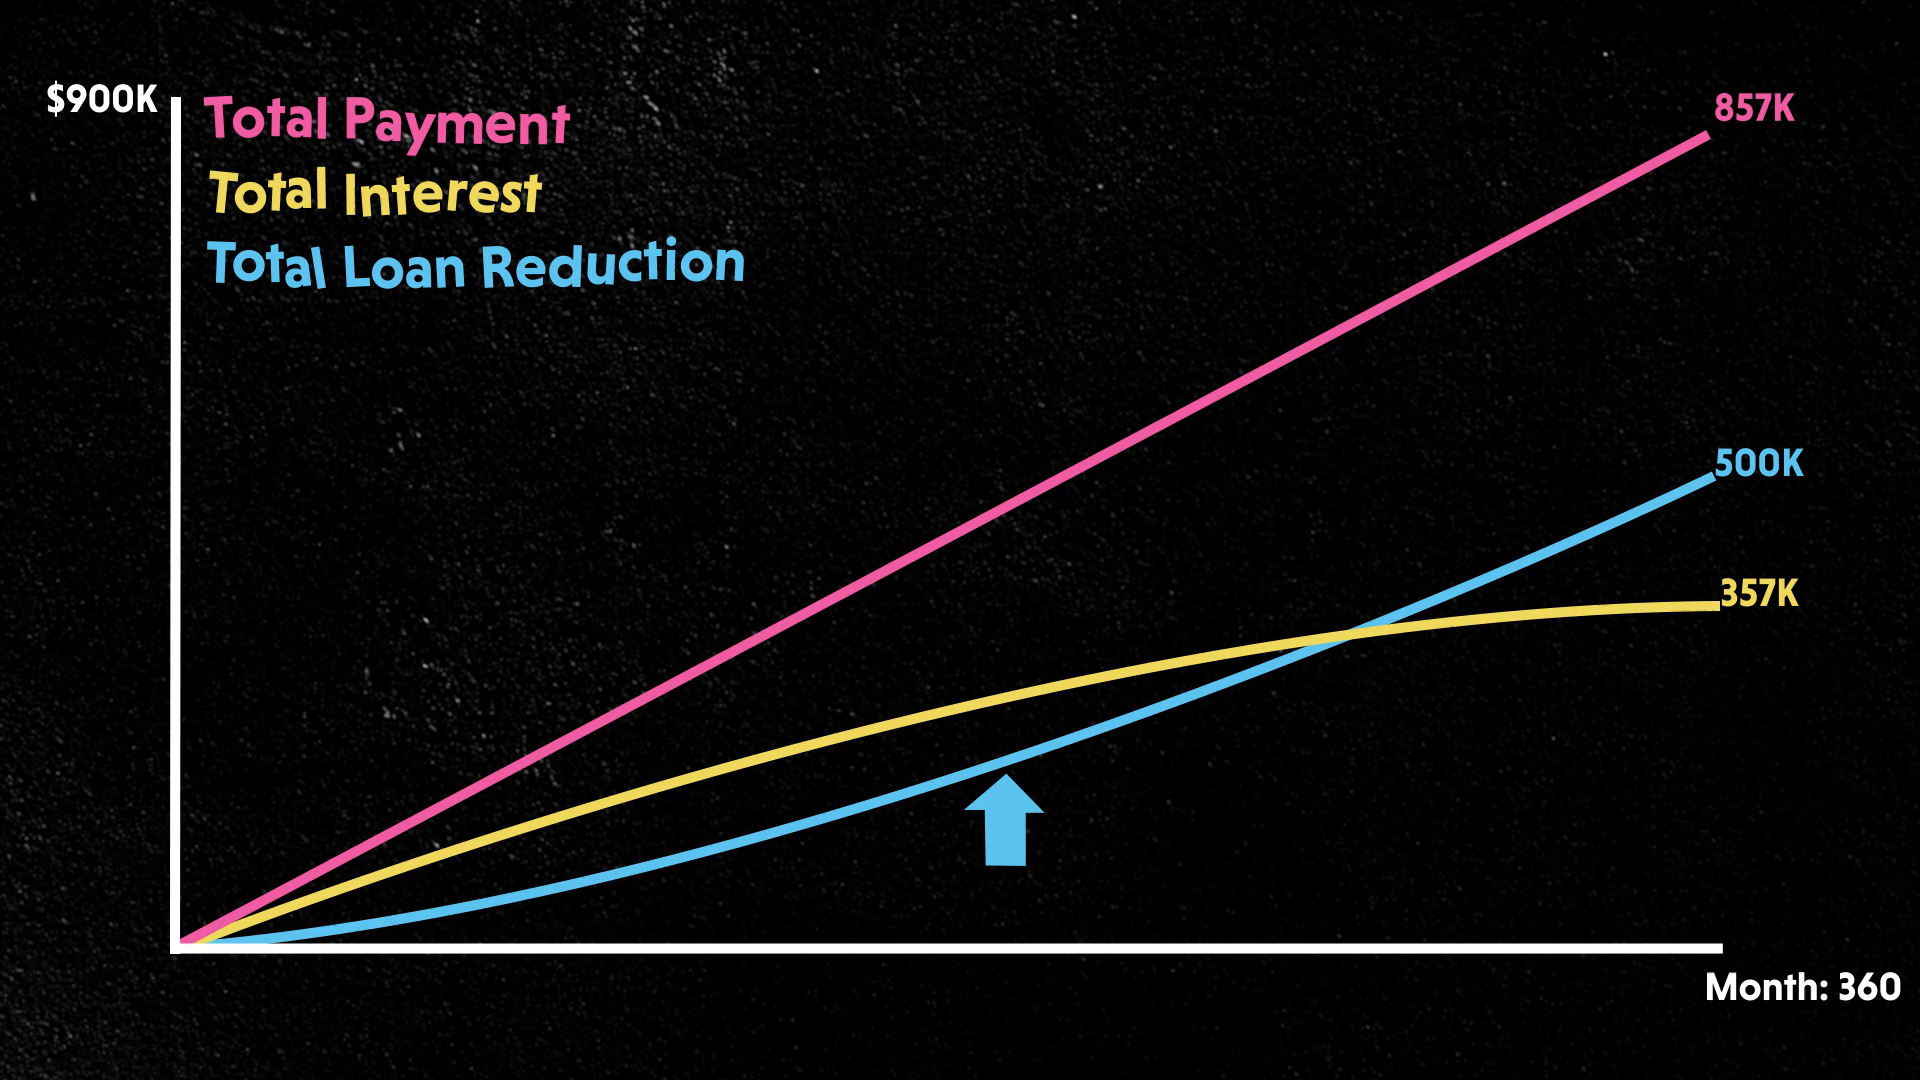 $900K
Total Payment
Total Interest
Total Loan Reduction
857K
500K
357K
Month: 360